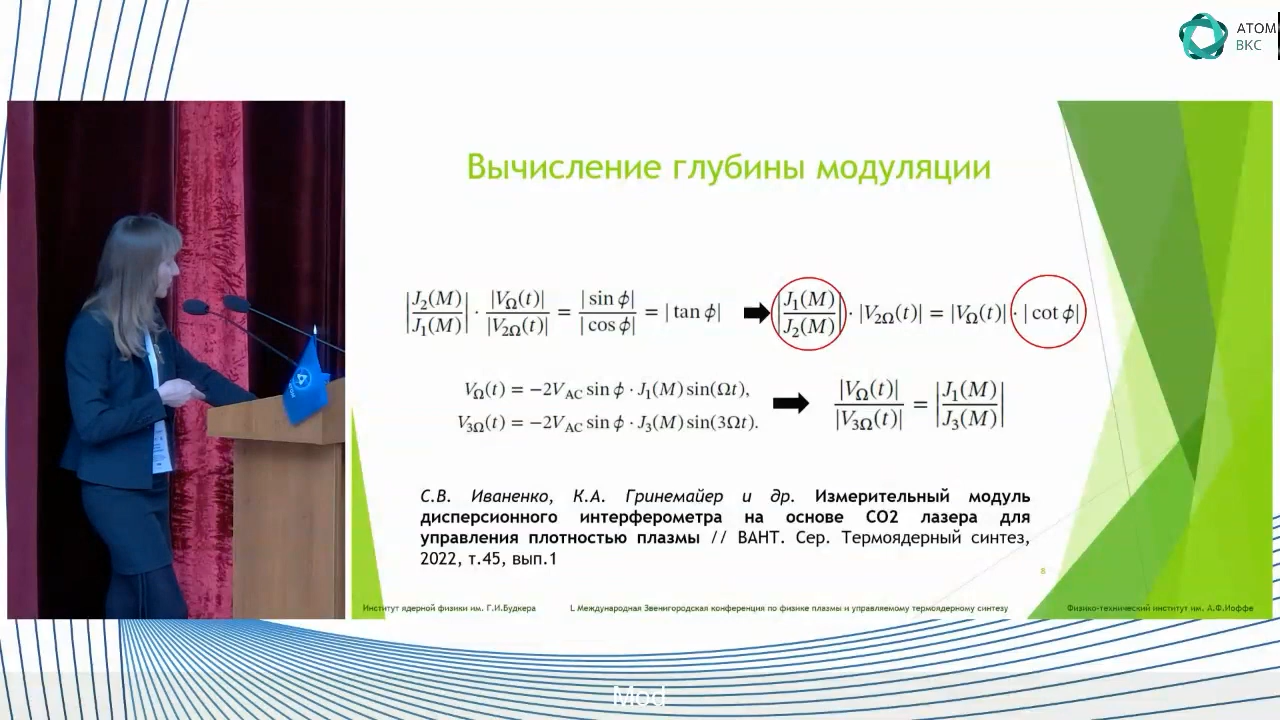 АТОМ
ВКС
Вычисление глубины модуляции
|J₂(M)/J₁(M)| · |V_Ω(t)|/|V_2Ω(t)| = |sin ϕ|/|cos ϕ| = |tan ϕ| ➡ |J₁(M)/J₂(M)| · |V_2Ω(t)| = |V_Ω(t)| · |cot ϕ|
V_Ω(t) = −2V_AC sin ϕ · J₁(M) sin(Ωt),
V_3Ω(t) = −2V_AC sin ϕ · J₃(M) sin(3Ωt).
➡ |V_Ω(t)|/|V_3Ω(t)| = |J₁(M)/J₃(M)|
С.В. Иваненко, К.А. Гринемайер и др. Измерительный модуль
дисперсионного интерферометра на основе СО2 лазера для
управления плотностью плазмы // ВАНТ. Сер. Термоядерный синтез,
2022, т.45, вып.1
8
Институт ядерной физики им. Г.И.Будкера
L Международная Звенигородская конференция по физике плазмы и управляемому термоядерному синтезу
Физико-технический институт им. А.Ф.Иоффе
Mod